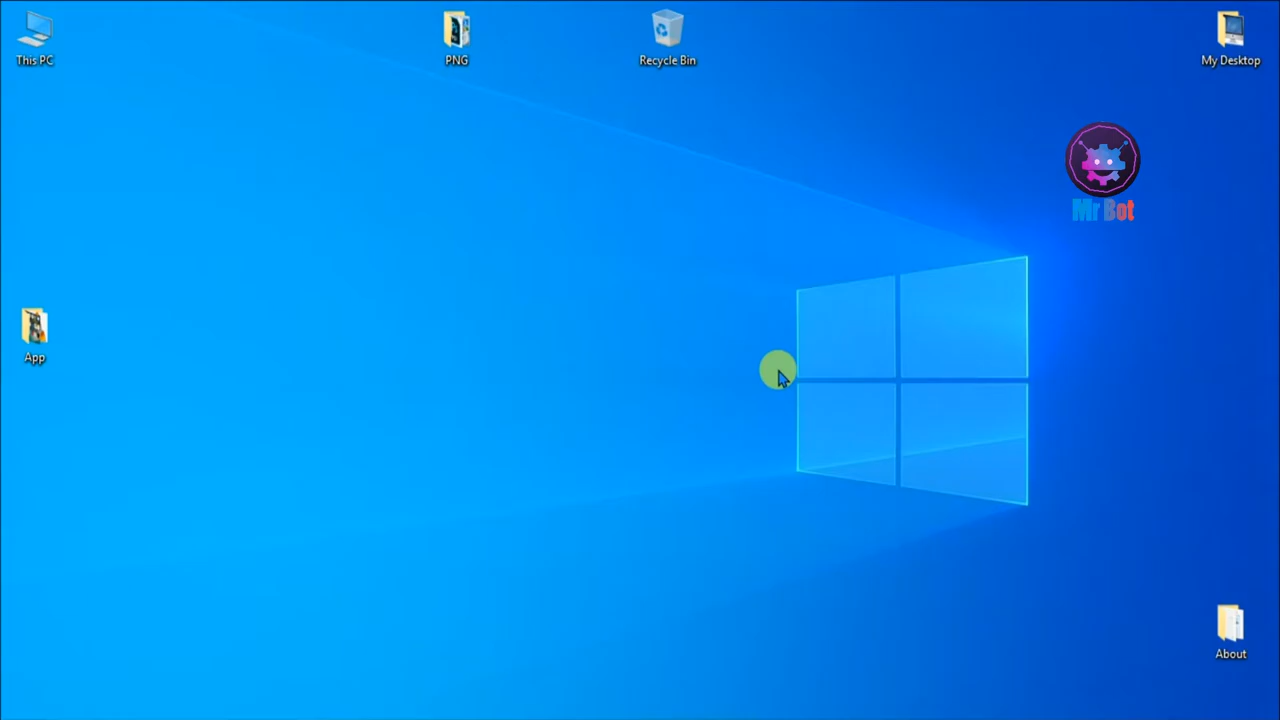 This PC
PNG
Recycle Bin
My Desktop
Mr Bot
App
About